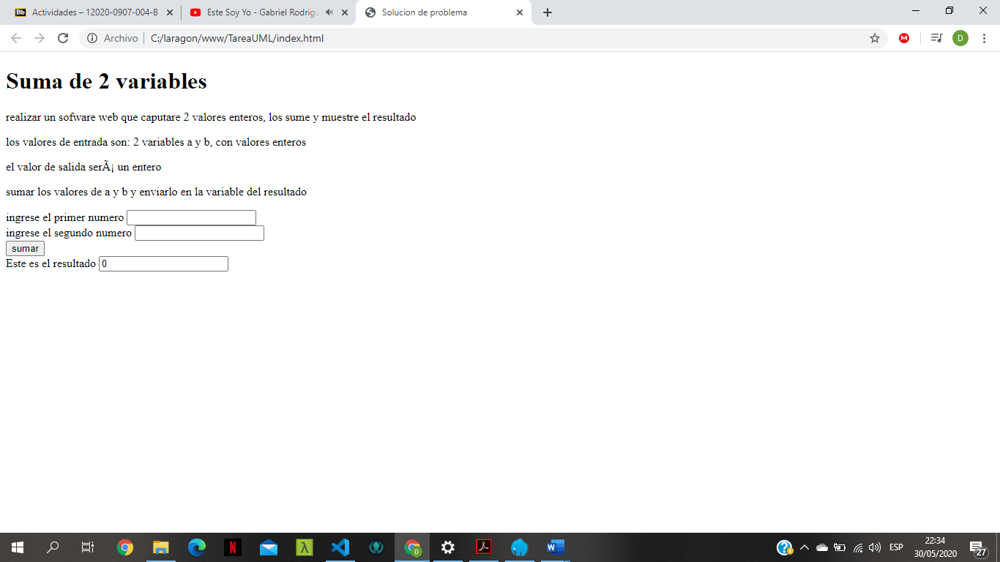 Actividades – 12020-0907-004-B
Este Soy Yo - Gabriel Rodrigu
Solucion de problema
Archivo
C:/laragon/www/TareaUML/index.html
M
D
Suma de 2 variables
realizar un sofware web que caputare 2 valores enteros, los sume y muestre el resultado
los valores de entrada son: 2 variables a y b, con valores enteros
el valor de salida serÃ¡ un entero
sumar los valores de a y b y enviarlo en la variable del resultado
ingrese el primer numero
ingrese el segundo numero
sumar
Este es el resultado 0
ESP
22:34
30/05/2020
27